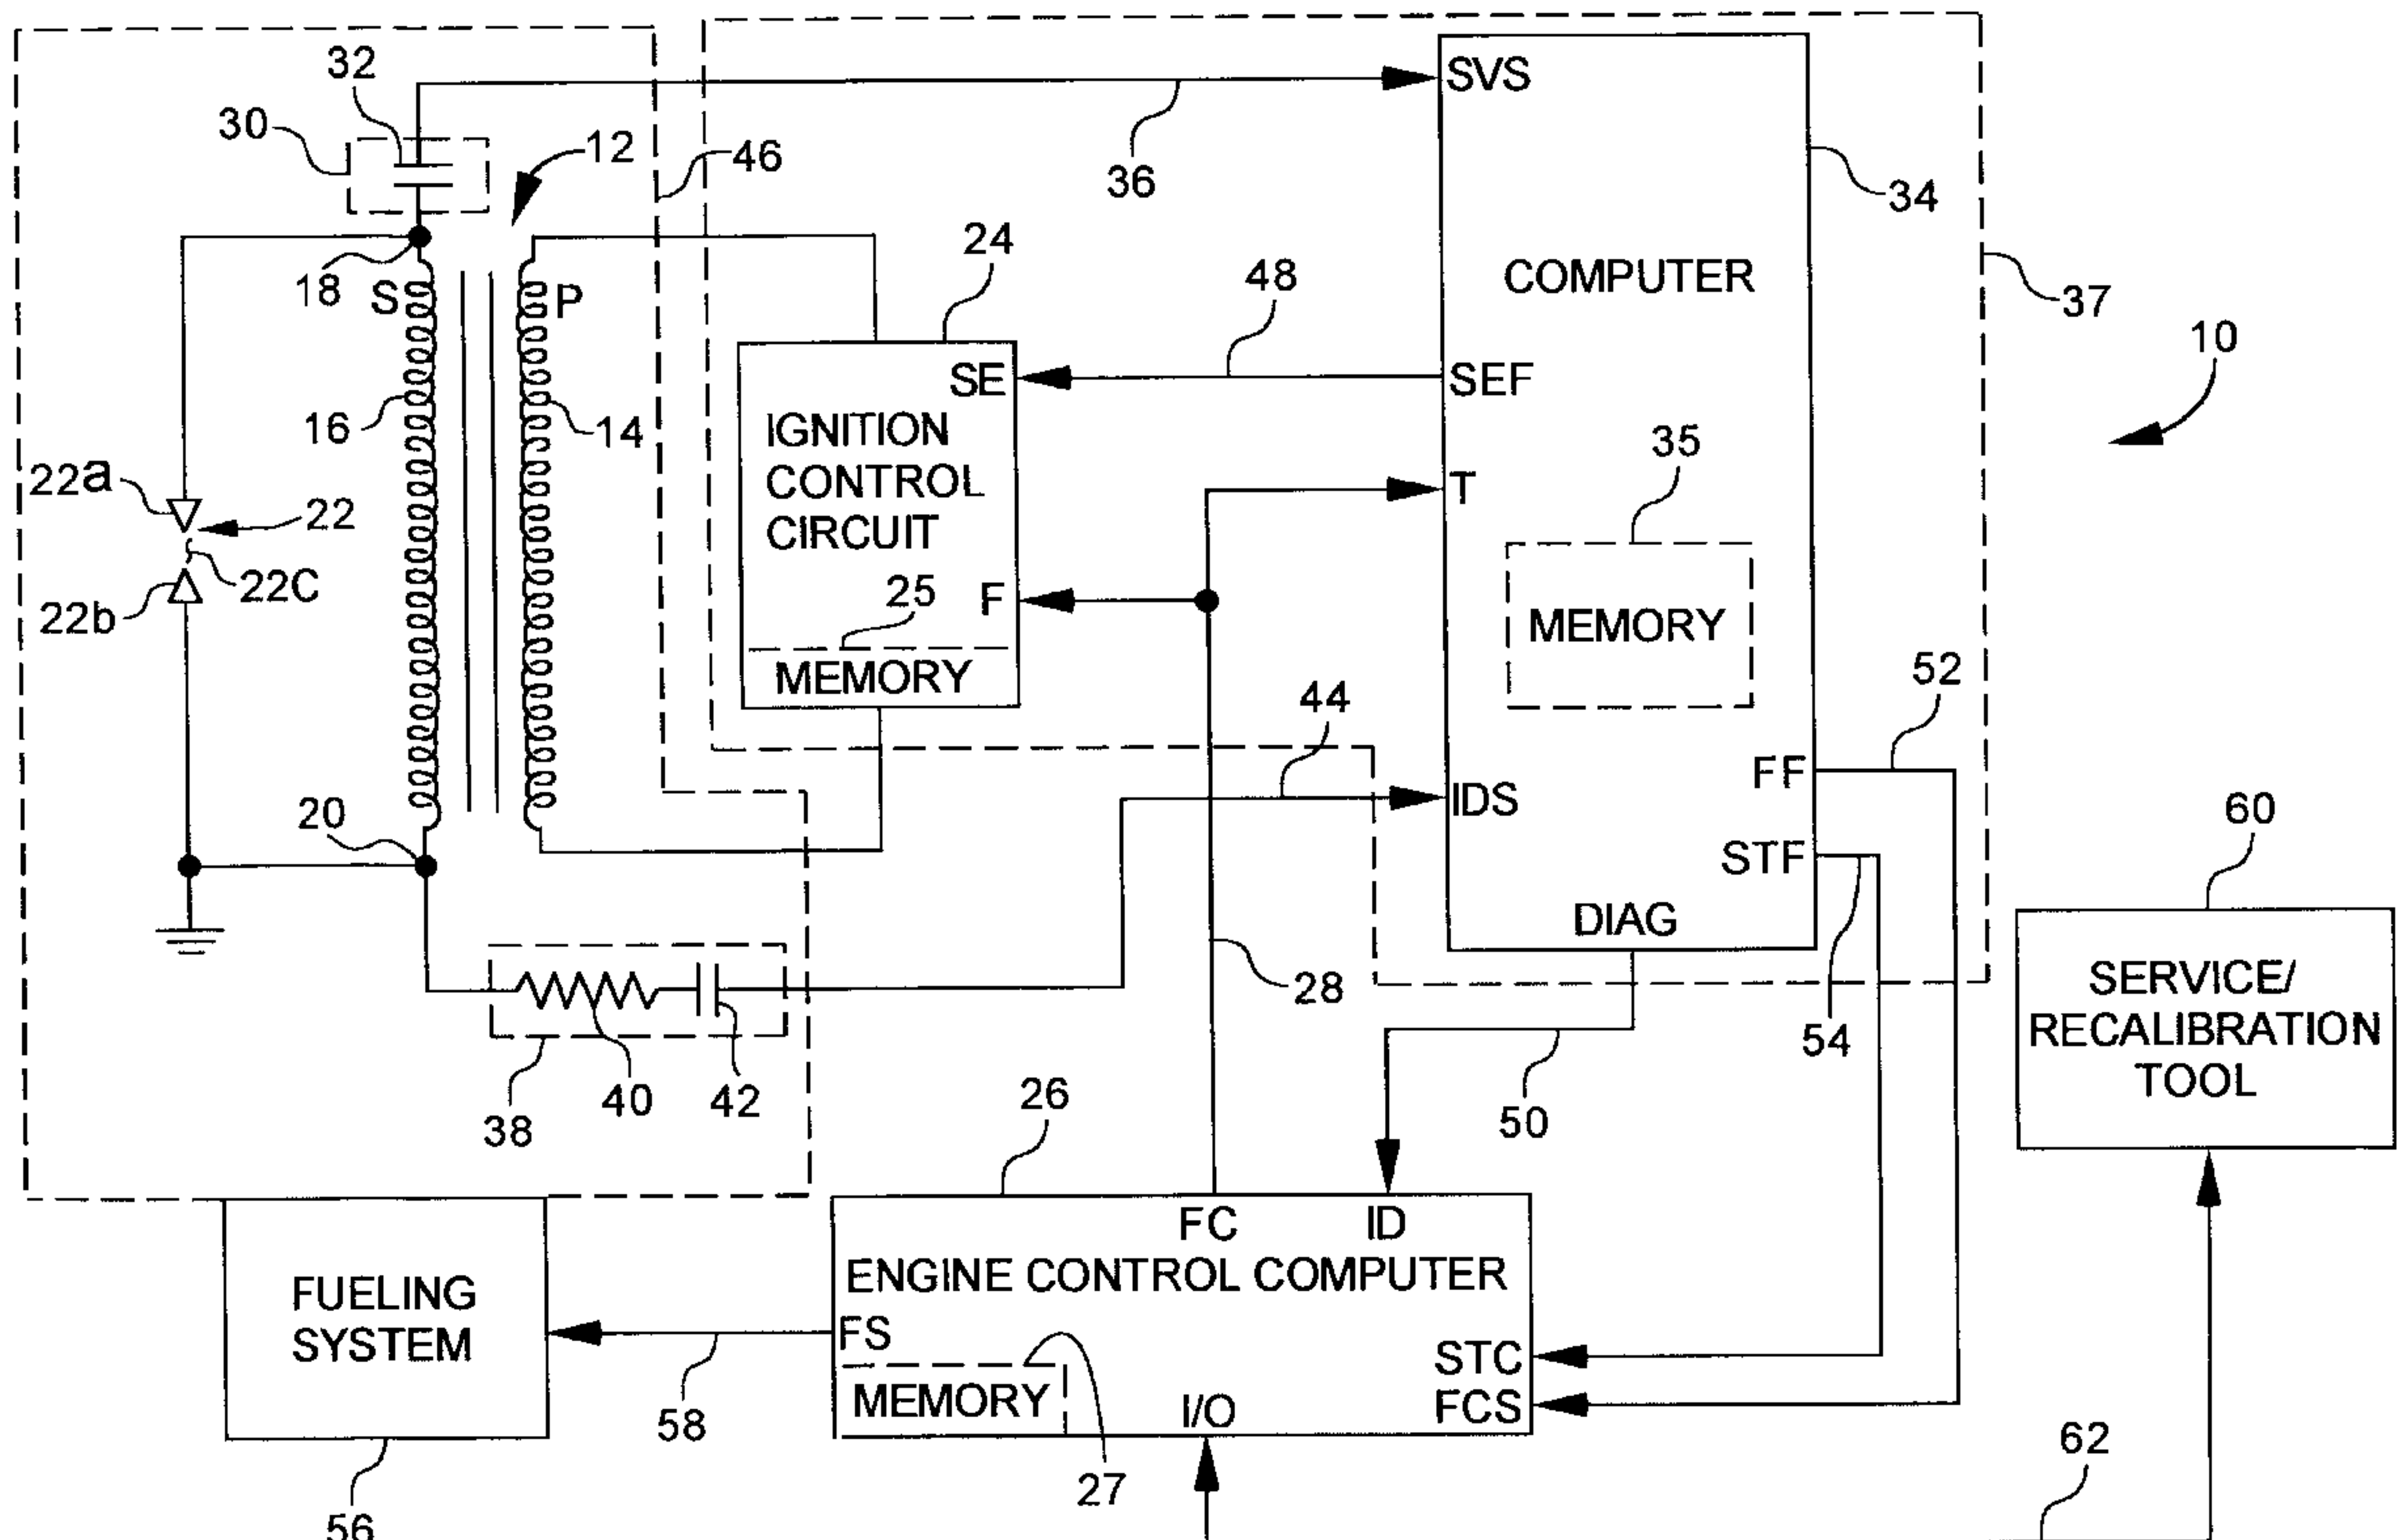 32
SVS
30
12
46
36
34
18
S
P
24
COMPUTER
48
37
10
SE
SEF
16
14
IGNITION
CONTROL
CIRCUIT
35
22a
22
T
22C
22b
25
F
MEMORY
MEMORY
52
44
FF
20
IDS
60
STF
DIAG
SERVICE/
RECALIBRATION
TOOL
28
54
40
42
38
26
50
FC
ID
ENGINE CONTROL COMPUTER
FUELING
SYSTEM
FS
STC
MEMORY
I/O
FCS
58
62
27
56